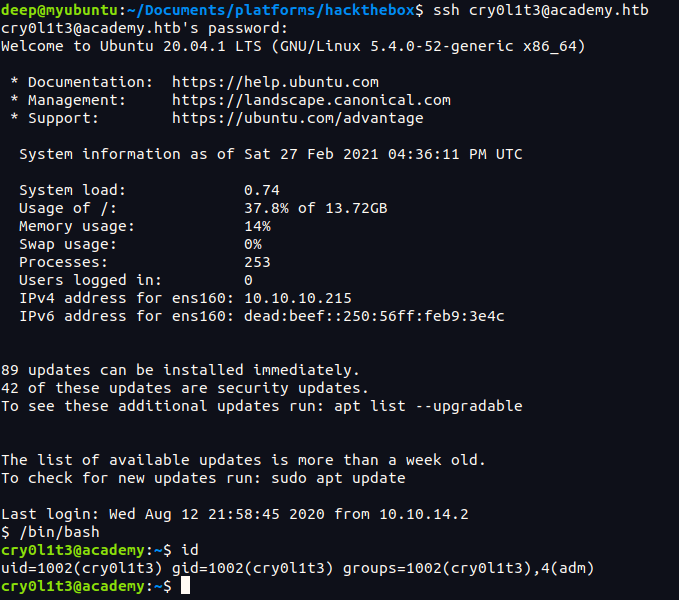 deep@myubuntu:~/Documents/platforms/hackthebox$ ssh cry0l1t3@academy.htb
cry0l1t3@academy.htb's password:
Welcome to Ubuntu 20.04.1 LTS (GNU/Linux 5.4.0-52-generic x86_64)

 * Documentation:  https://help.ubuntu.com
 * Management:     https://landscape.canonical.com
 * Support:        https://ubuntu.com/advantage

  System information as of Sat 27 Feb 2021 04:36:11 PM UTC

  System load:             0.74
  Usage of /:              37.8% of 13.72GB
  Memory usage:            14%
  Swap usage:              0%
  Processes:               253
  Users logged in:         0
  IPv4 address for ens160: 10.10.10.215
  IPv6 address for ens160: dead:beef::250:56ff:feb9:3e4c


89 updates can be installed immediately.
42 of these updates are security updates.
To see these additional updates run: apt list --upgradable


The list of available updates is more than a week old.
To check for new updates run: sudo apt update

Last login: Wed Aug 12 21:58:45 2020 from 10.10.14.2
$ /bin/bash
cry0l1t3@academy:~$ id
uid=1002(cry0l1t3) gid=1002(cry0l1t3) groups=1002(cry0l1t3),4(adm)
cry0l1t3@academy:~$